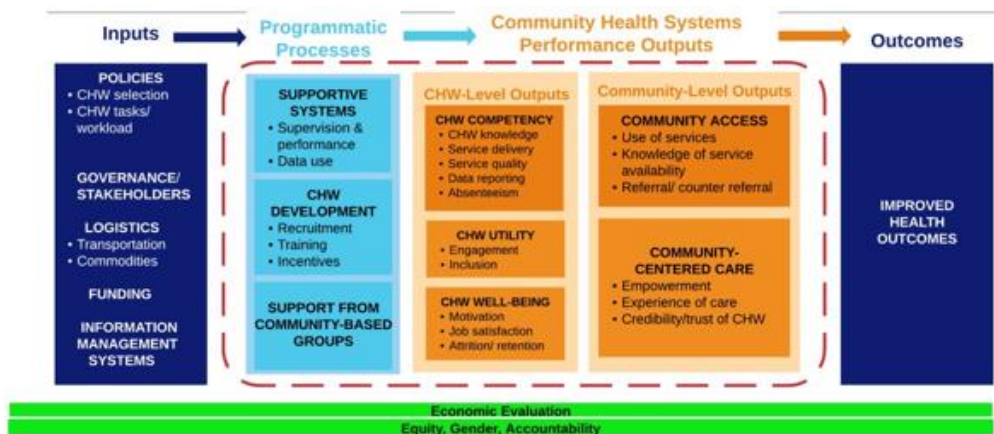 Inputs
Programmatic
Processes
Community Health Systems
Performance Outputs
Outcomes
POLICIES
• CHW selection
• CHW tasks/
workload
GOVERNANCE/
STAKEHOLDERS
LOGISTICS
• Transportation
• Commodities
FUNDING
INFORMATION
MANAGEMENT
SYSTEMS
SUPPORTIVE
SYSTEMS
• Supervision &
performance
• Data use
CHW
DEVELOPMENT
• Recruitment
• Training
• Incentives
SUPPORT FROM
COMMUNITY-BASED
GROUPS
CHW-Level Outputs
CHW COMPETENCY
• CHW knowledge
• Service delivery
• Service quality
• Data reporting
• Absenteeism
CHW UTILITY
• Engagement
• Inclusion
CHW WELL-BEING
• Motivation
• Job satisfaction
• Attrition/ retention
Community-Level Outputs
COMMUNITY ACCESS
• Use of services
• Knowledge of service
availability
• Referral/ counter referral
COMMUNITY-
CENTERED CARE
• Empowerment
• Experience of care
• Credibility/trust of CHW
IMPROVED
HEALTH
OUTCOMES
Economic Evaluation
Equity, Gender, Accountability